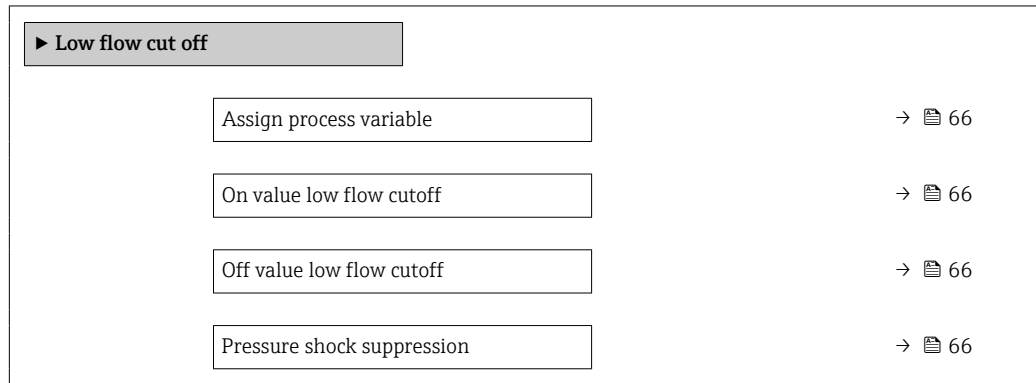 ▶ Low flow cut off
Assign process variable → 66
On value low flow cutoff → 66
Off value low flow cutoff → 66
Pressure shock suppression → 66